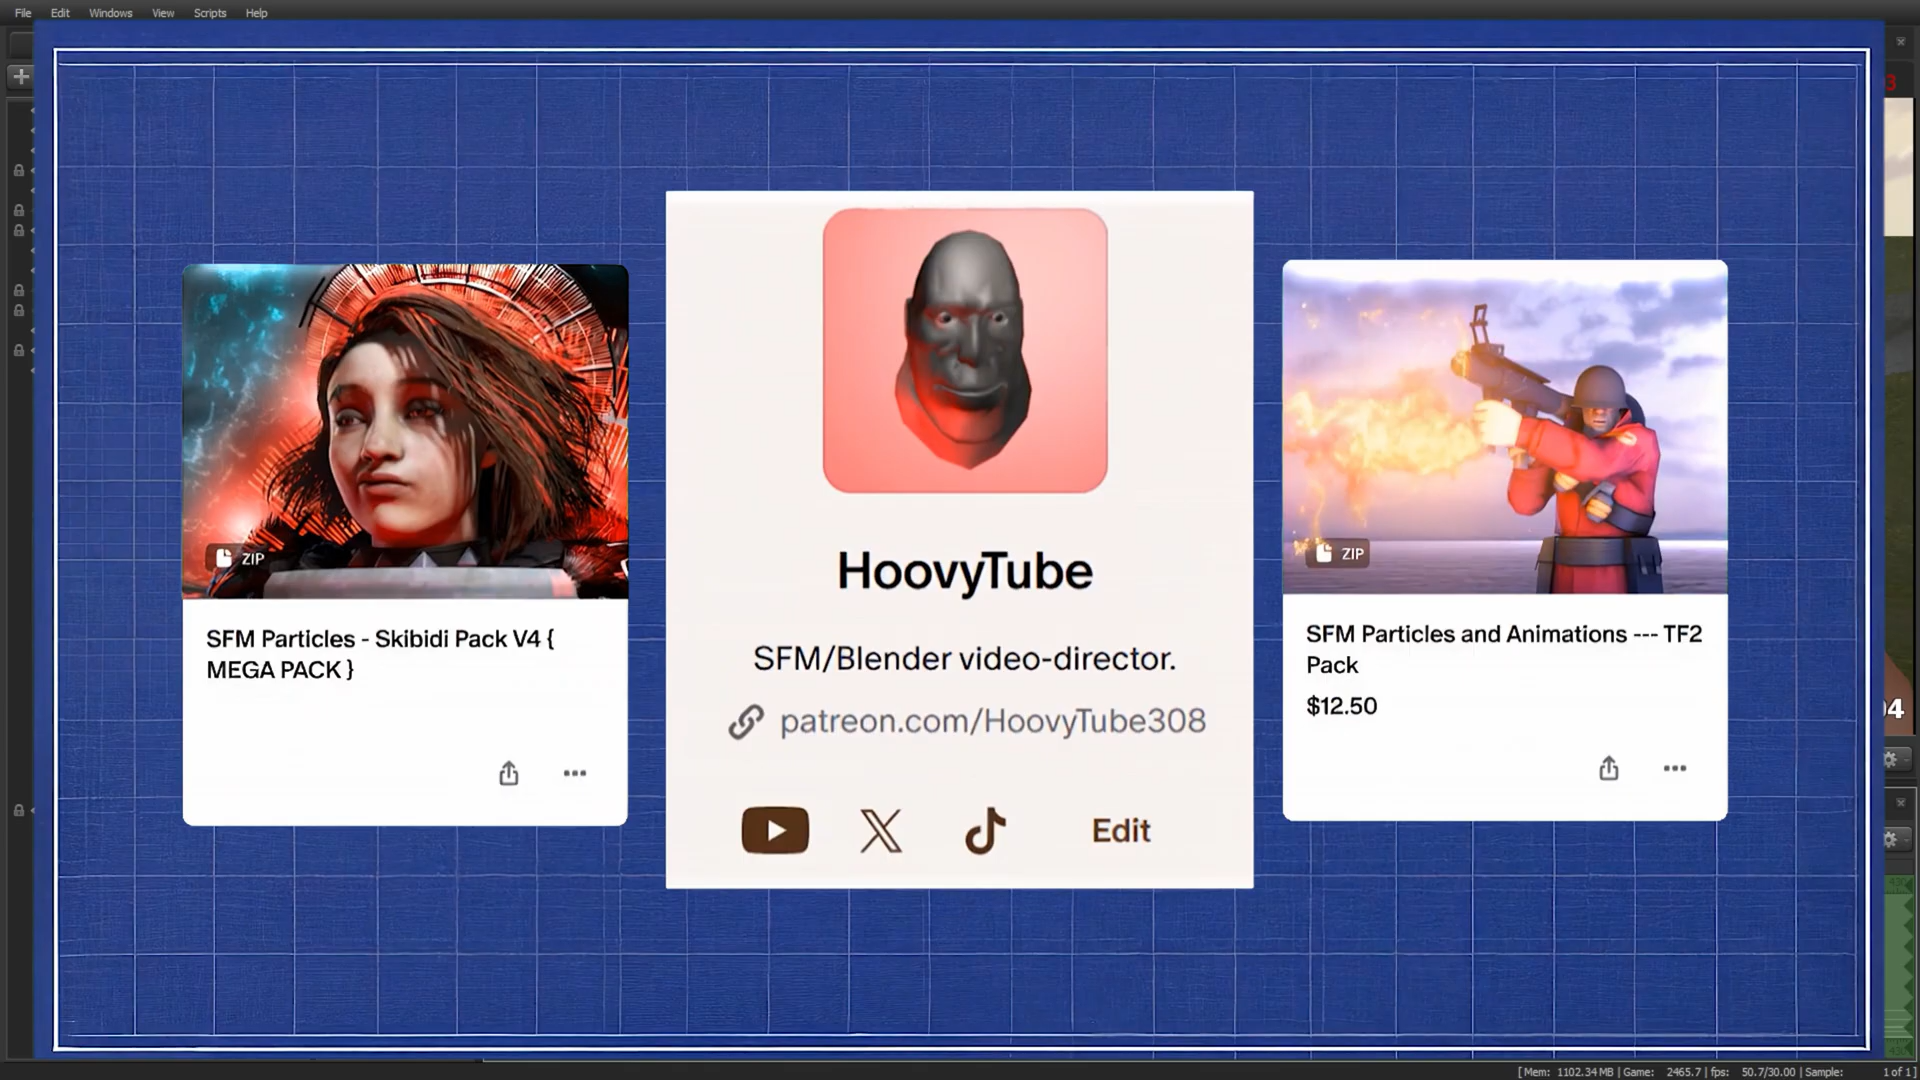 File Edit Windows View Scripts Help
3
ZIP
SFM Particles - Skibidi Pack V4 {
MEGA PACK }
HoovyTube
SFM/Blender video-director.
patreon.com/HoovyTube308
Edit
ZIP
SFM Particles and Animations --- TF2
Pack
$12.50
04
[ Mem: 1102.34 MB | Game: 2465.7 | fps: 50.7/30.00 | Sample: 1 of 1 ]